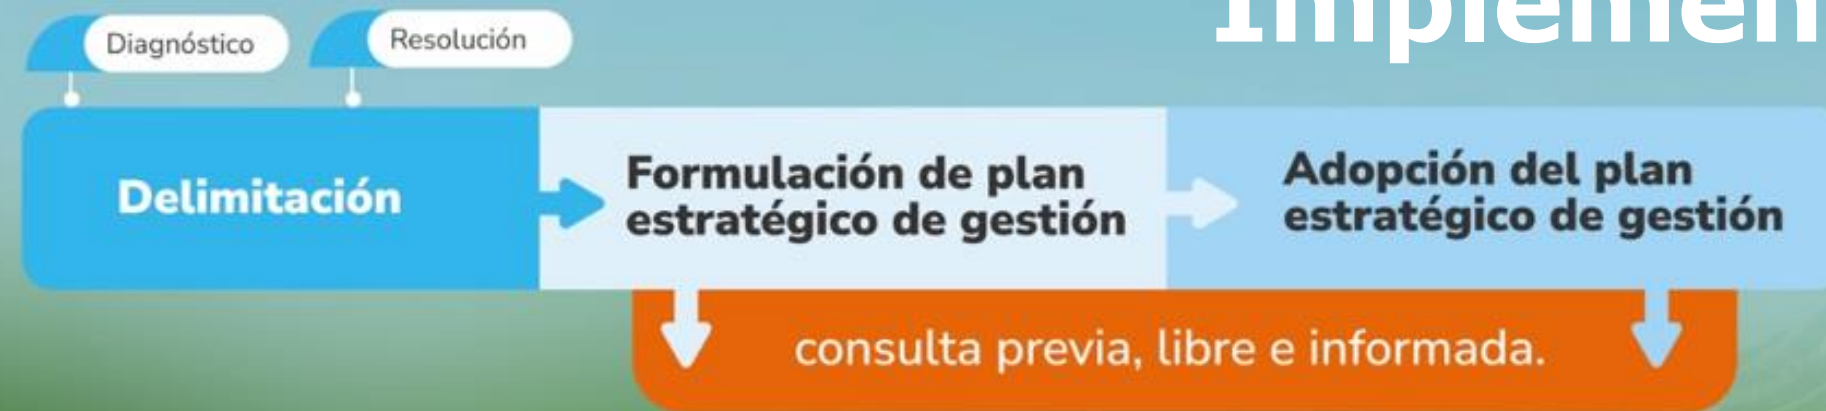 Implemen
Diagnóstico
Resolución
Delimitación
Formulación de plan
estratégico de gestión
Adopción del plan
estratégico de gestión
consulta previa, libre e informada.